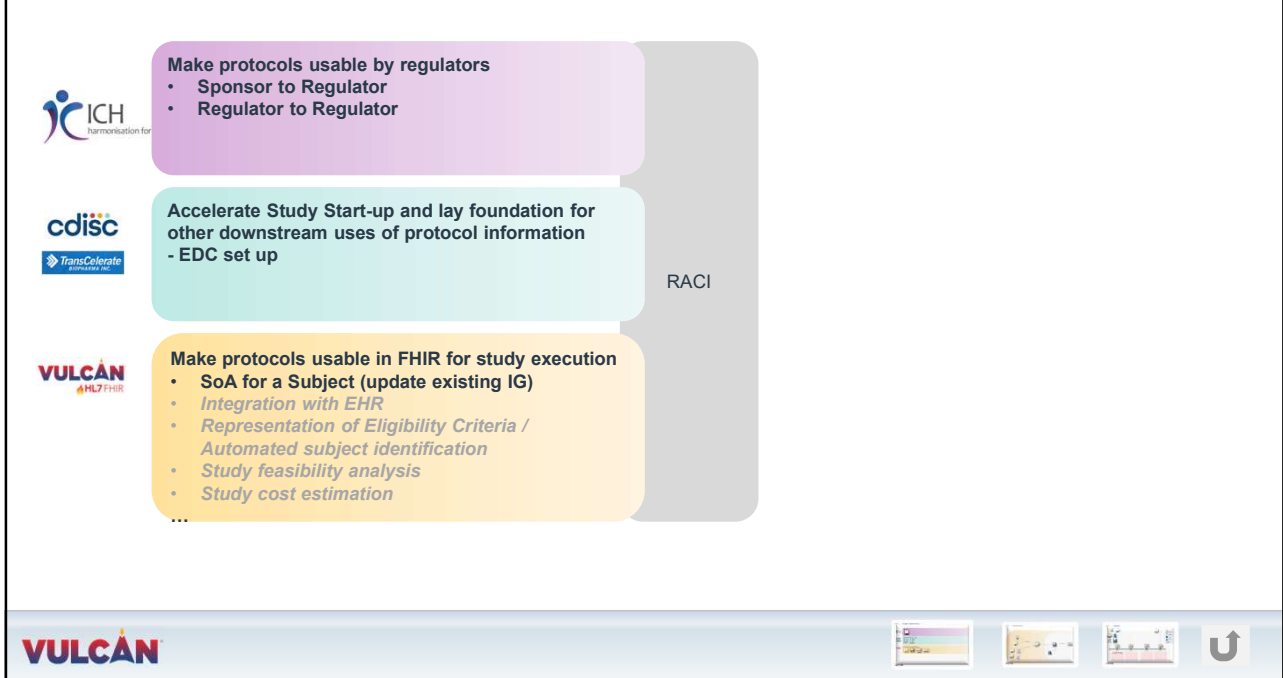 Make protocols usable by regulators
• Sponsor to Regulator
• Regulator to Regulator
ICH
harmonisation for
Accelerate Study Start-up and lay foundation for
other downstream uses of protocol information
- EDC set up
cdisc
TransCelerate
BIOPHARMA INC.
RACI
Make protocols usable in FHIR for study execution
• SoA for a Subject (update existing IG)
• Integration with EHR
• Representation of Eligibility Criteria /
Automated subject identification
• Study feasibility analysis
• Study cost estimation
...
VULCAN
HL7 FHIR
VULCAN